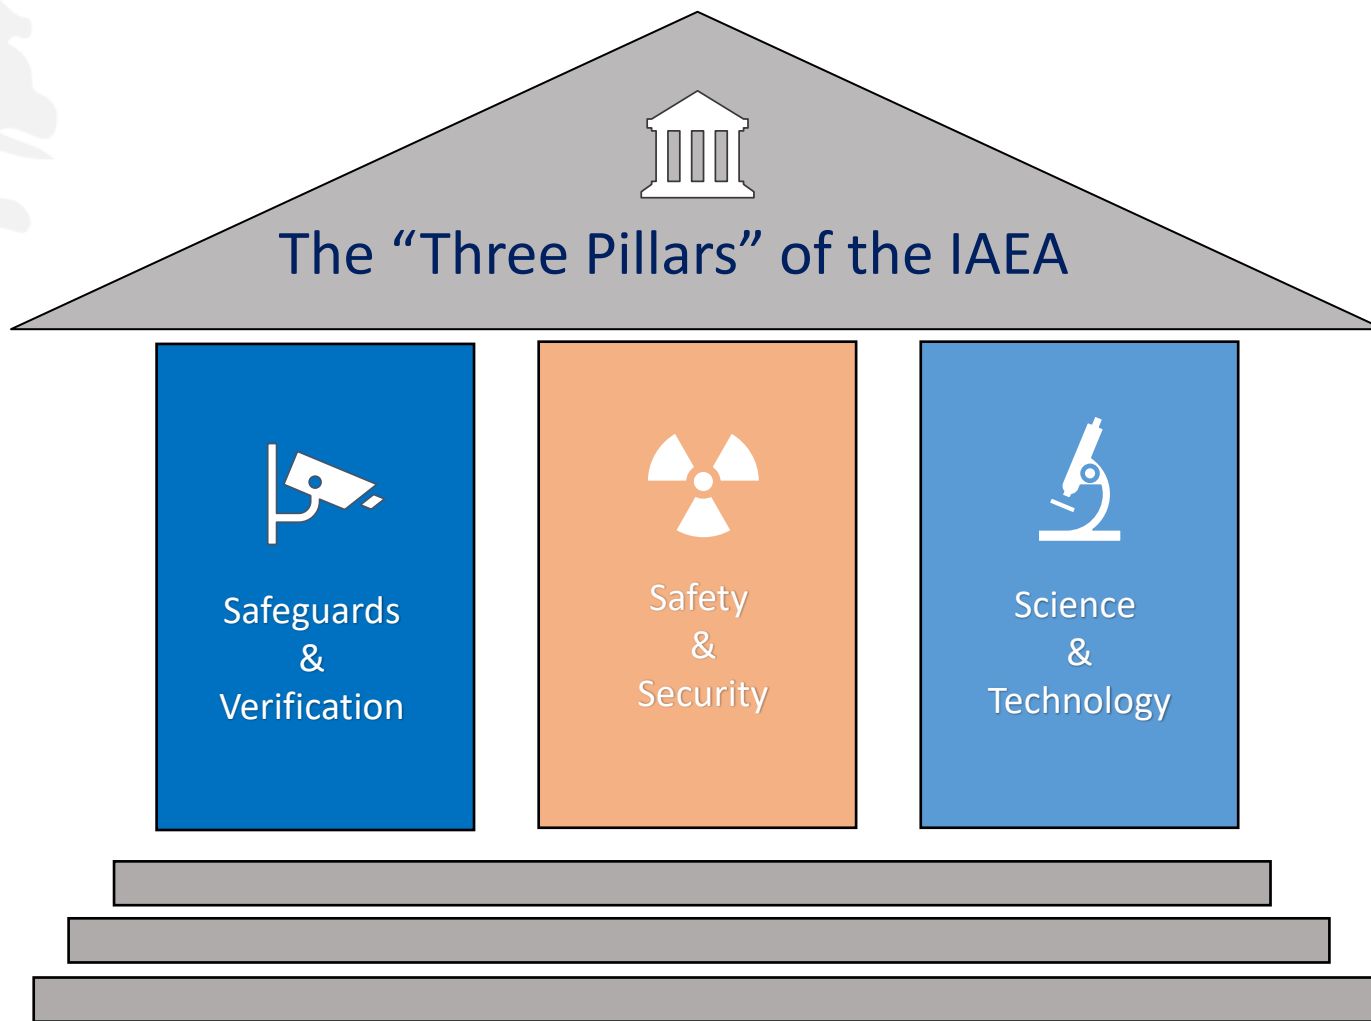 The “Three Pillars” of the IAEA
Safeguards
&
Verification
Safety
&
Security
Science
&
Technology